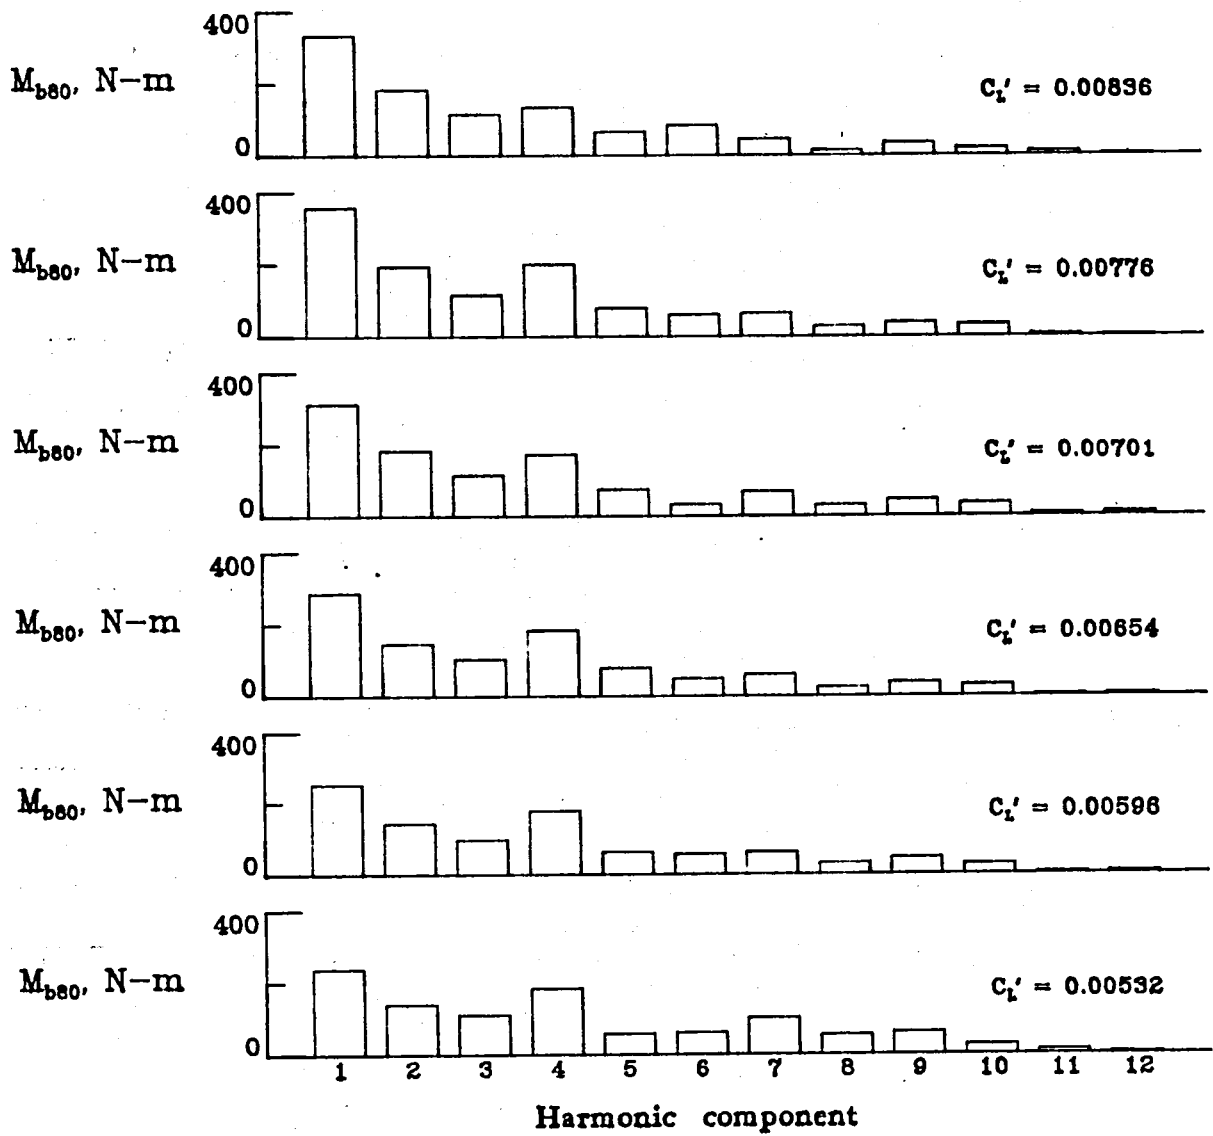 400
M_b80, N-m
C_L' = 0.00836
0
400
M_b80, N-m
C_L' = 0.00776
0
400
M_b80, N-m
C_L' = 0.00701
0
400
M_b80, N-m
C_L' = 0.00654
0
400
M_b80, N-m
C_L' = 0.00596
0
400
M_b80, N-m
C_L' = 0.00532
0
1 2 3 4 5 6 7 8 9 10 11 12
Harmonic component